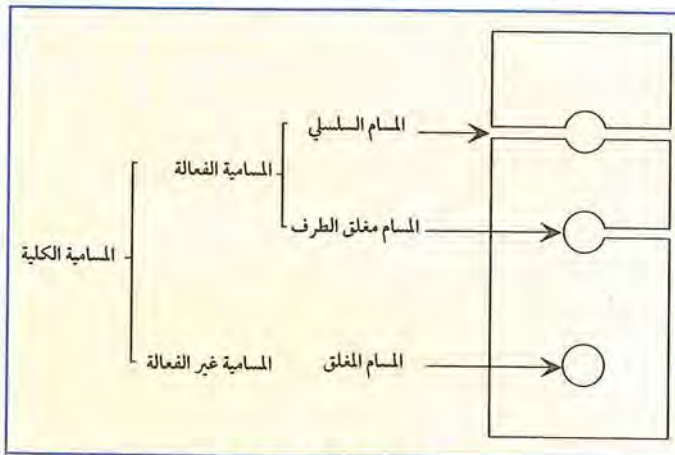 المسام السلسلي
المسامية الفعالة
المسام مغلق الطرف
المسامية الكلية
المسامية غير الفعالة
المسام المغلق